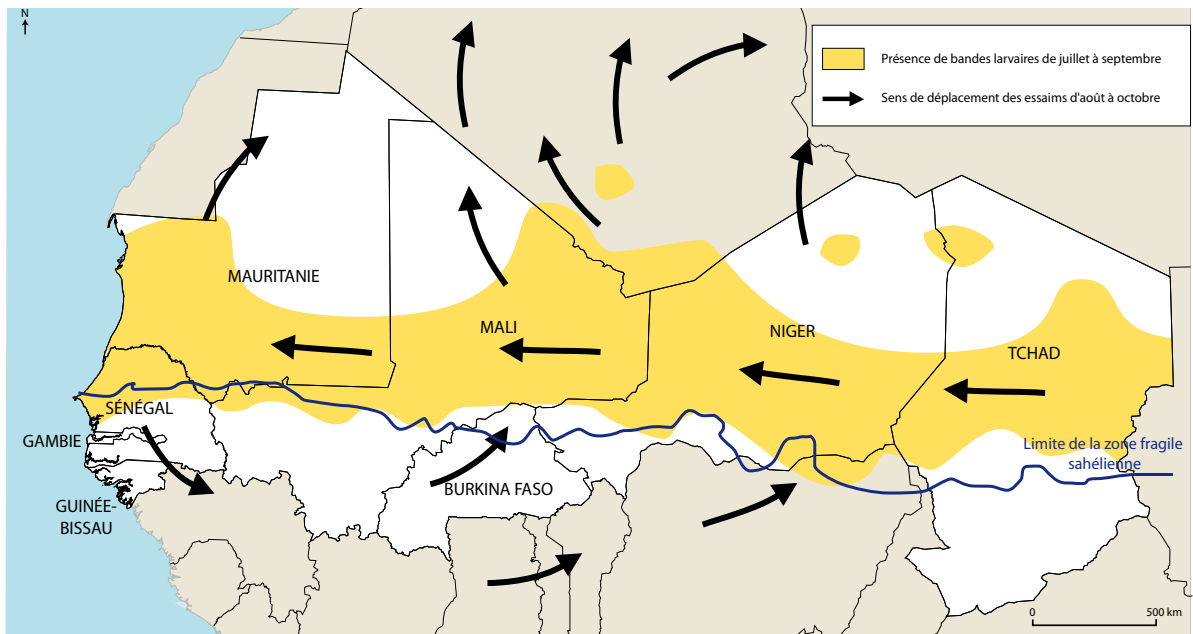 N
Présence de bandes larvaires de juillet à septembre
Sens de déplacement des essaims d'août à octobre
MAURITANIE
MALI
NIGER
TCHAD
SÉNÉGAL
GAMBIE
GUINÉE-
BISSAU
BURKINA FASO
Limite de la zone fragile
sahélienne
0
500 km